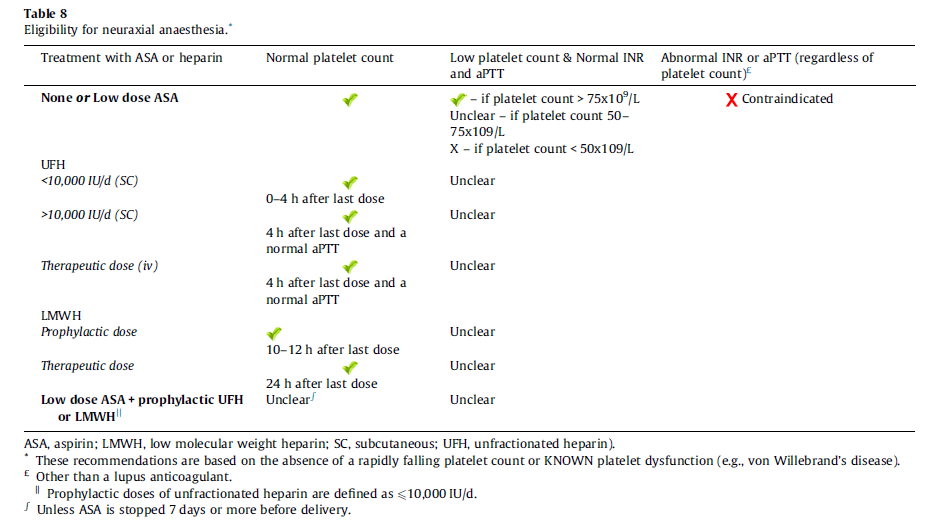 Table 8
Eligibility for neuraxial anaesthesia.*
Treatment with ASA or heparin Normal platelet count Low platelet count & Normal INR and aPTT Abnormal INR or aPTT (regardless of platelet count)£
None or Low dose ASA ✓ ✓ – if platelet count > 75x10⁹/L ✗ Contraindicated
Unclear – if platelet count 50–
75x109/L
X – if platelet count < 50x109/L
UFH
<10,000 IU/d (SC) ✓ Unclear
0–4 h after last dose
>10,000 IU/d (SC) ✓ Unclear
4 h after last dose and a
normal aPTT
Therapeutic dose (iv) ✓ Unclear
4 h after last dose and a
normal aPTT
LMWH
Prophylactic dose ✓ Unclear
10–12 h after last dose
Therapeutic dose ✓ Unclear
24 h after last dose
Low dose ASA + prophylactic UFH Unclear∫ Unclear
or LMWH||
ASA, aspirin; LMWH, low molecular weight heparin; SC, subcutaneous; UFH, unfractionated heparin).
* These recommendations are based on the absence of a rapidly falling platelet count or KNOWN platelet dysfunction (e.g., von Willebrand's disease).
£ Other than a lupus anticoagulant.
|| Prophylactic doses of unfractionated heparin are defined as ⩽10,000 IU/d.
∫ Unless ASA is stopped 7 days or more before delivery.